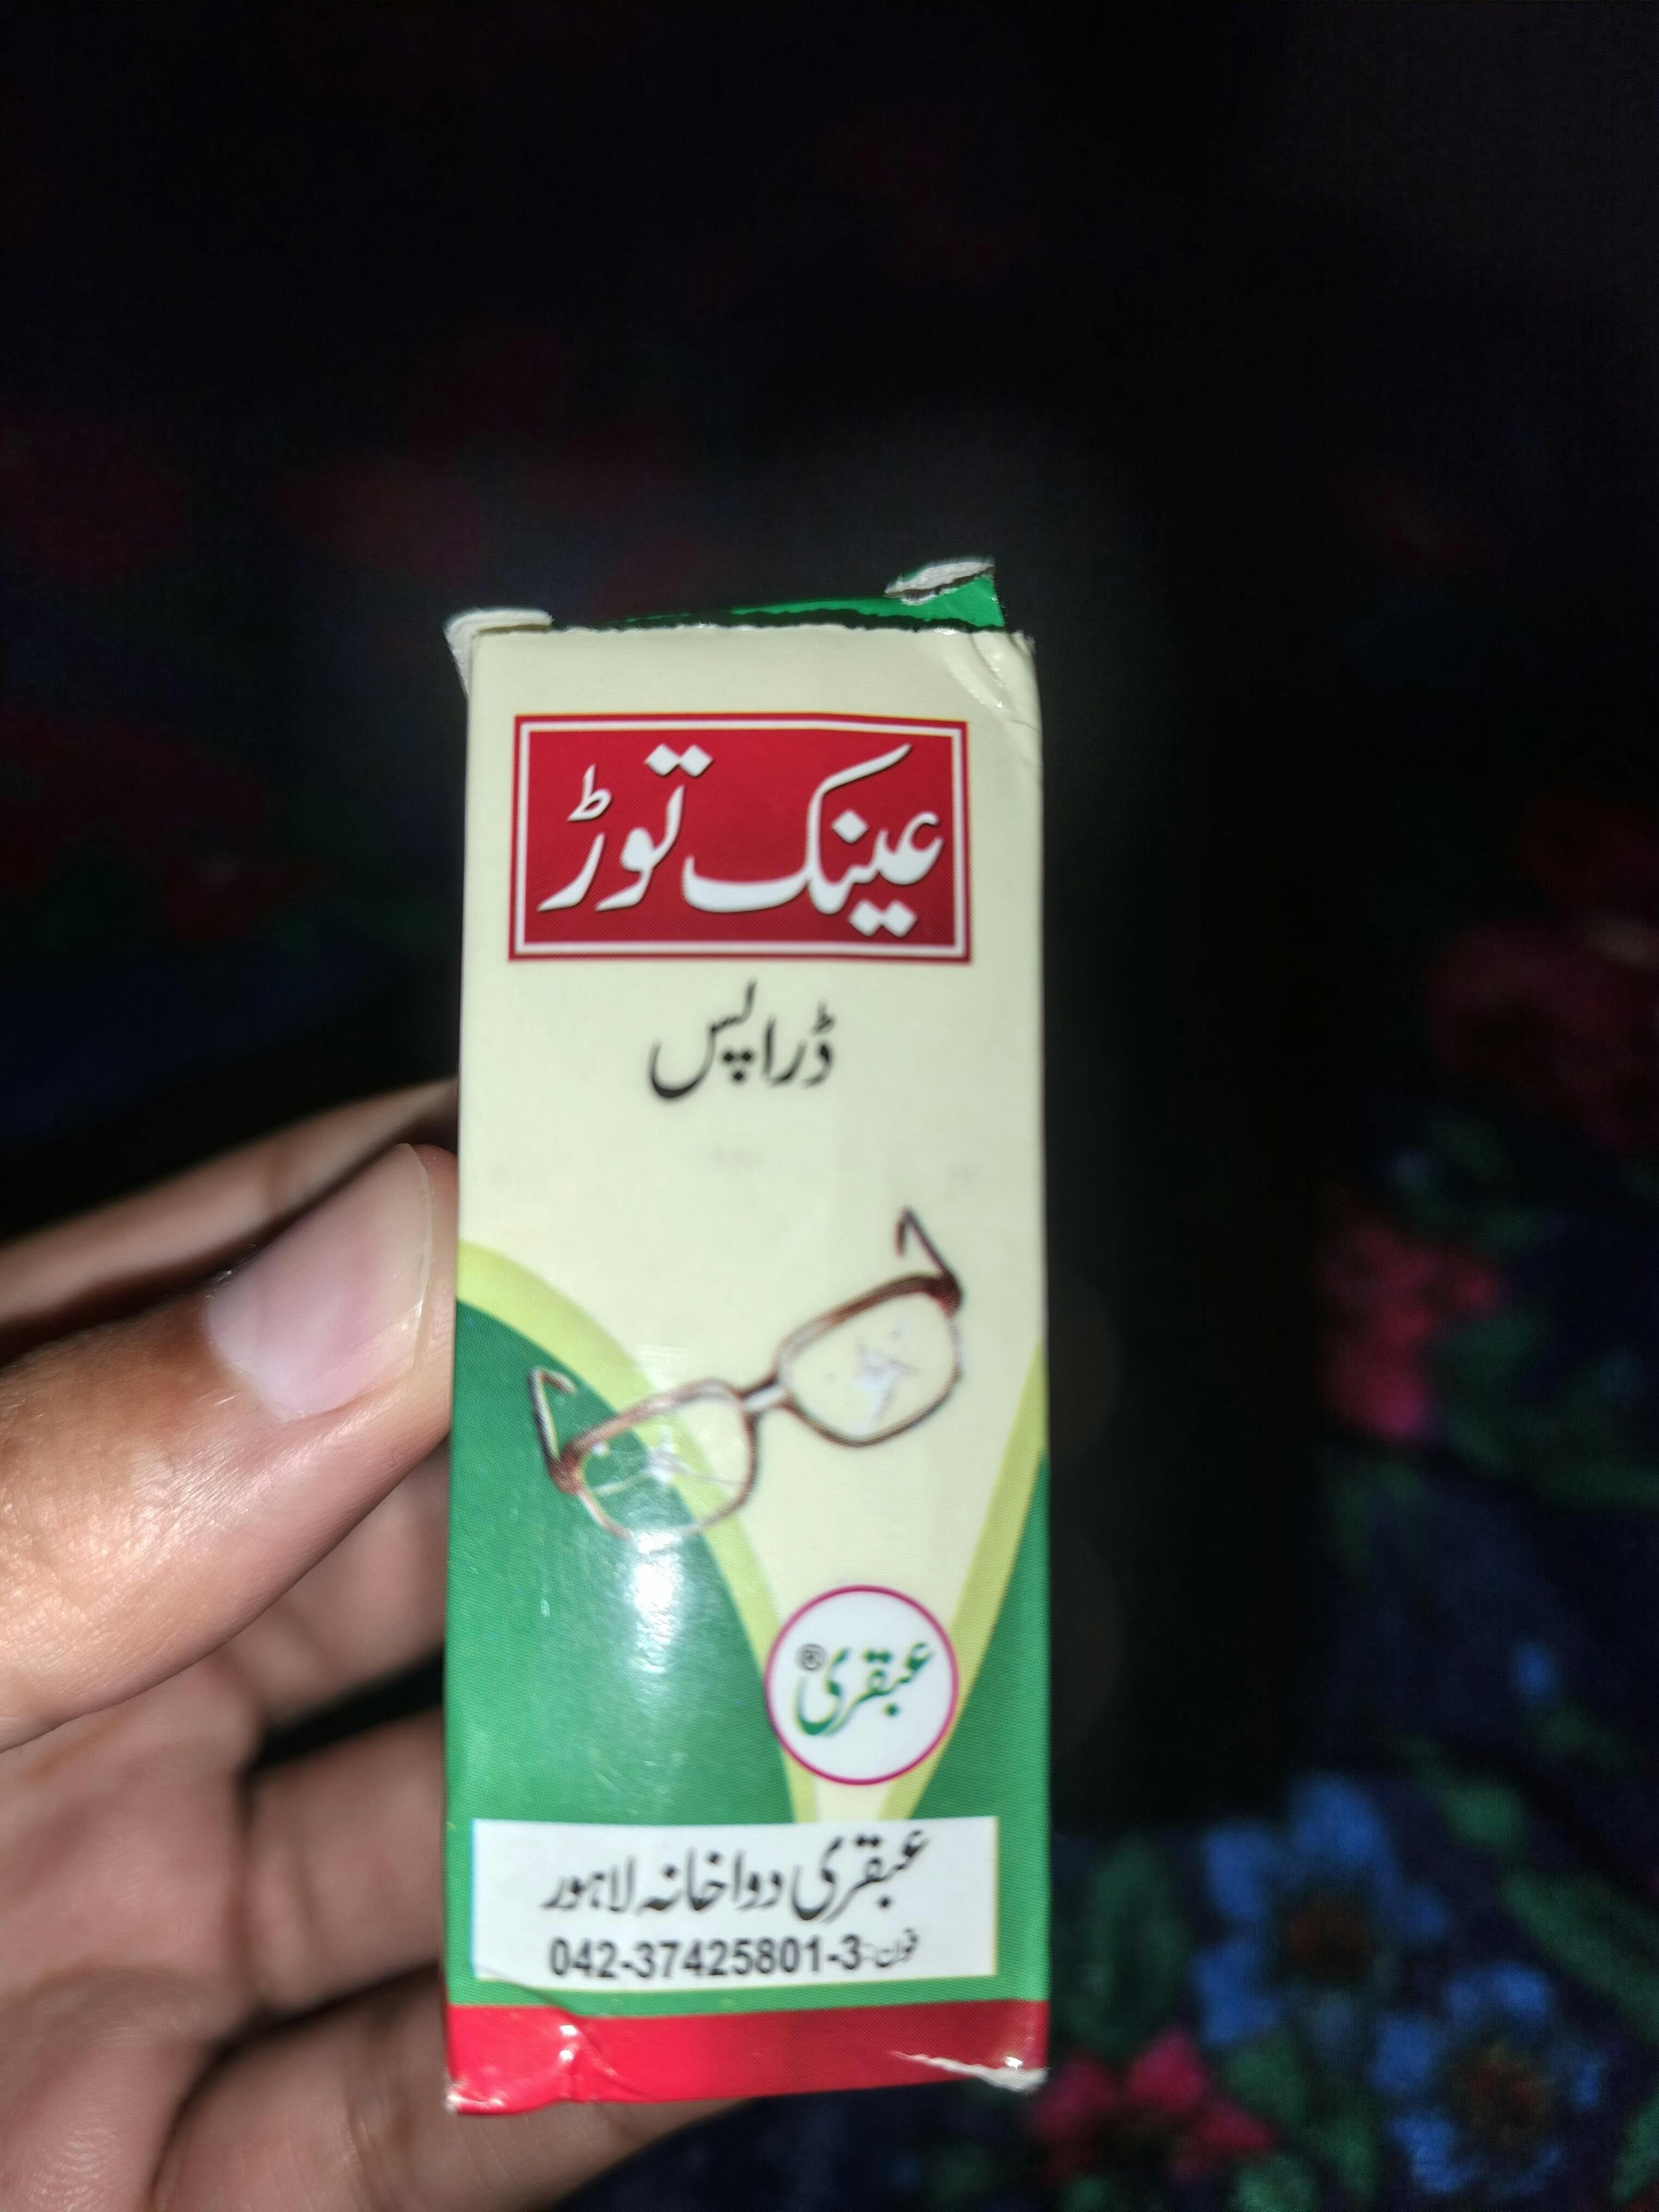 عینک توڑ
ڈراپس
عبقری®
عبقری دواخانہ لاہور
فون: 042-37425801-3